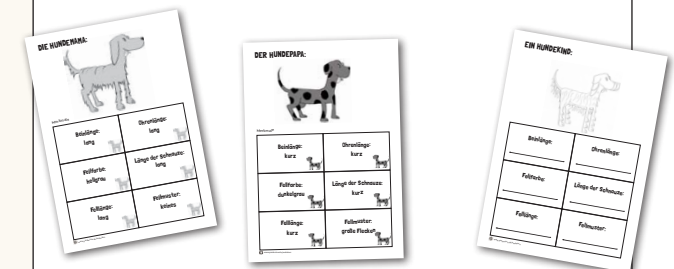 DIE HUNDEMAMA:
Beinlänge:
lang
Ohrenlänge:
lang
Fellfarbe:
hellgrau
Länge der Schnauze:
lang
Felllänge:
lang
Fellmuster:
keines
DER HUNDEPAPA:
Beinlänge:
kurz
Ohrenlänge:
kurz
Fellfarbe:
dunkelgrau
Länge der Schnauze:
kurz
Felllänge:
kurz
Fellmuster:
große Flecken
EIN HUNDEKIND:
Beinlänge:
Ohrenlänge:
Fellfarbe:
Länge der Schnauze:
Felllänge:
Fellmuster: